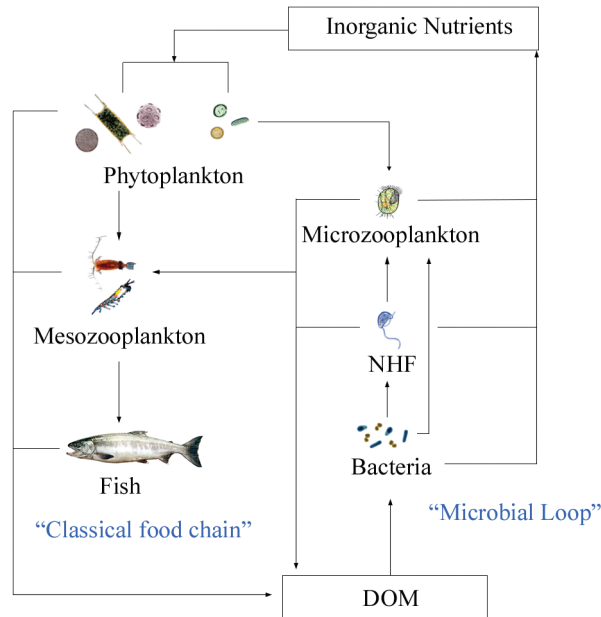 Inorganic Nutrients
Phytoplankton
Microzooplankton
Mesozooplankton
NHF
Bacteria
Fish
“Classical food chain”
“Microbial Loop”
DOM